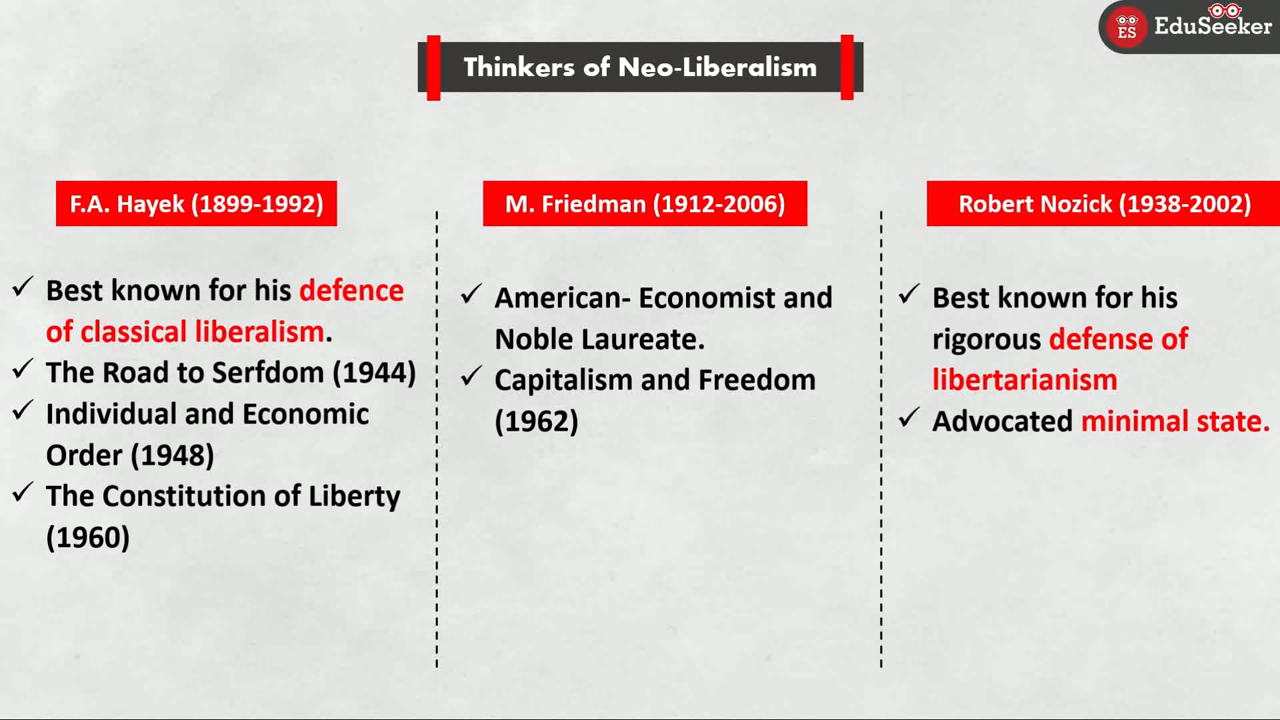 ES EduSeeker
Thinkers of Neo-Liberalism
F.A. Hayek (1899-1992)
✓ Best known for his defence
of classical liberalism.
✓ The Road to Serfdom (1944)
✓ Individual and Economic
Order (1948)
✓ The Constitution of Liberty
(1960)
M. Friedman (1912-2006)
✓ American- Economist and
Noble Laureate.
✓ Capitalism and Freedom
(1962)
Robert Nozick (1938-2002)
✓ Best known for his
rigorous defense of
libertarianism
✓ Advocated minimal state.